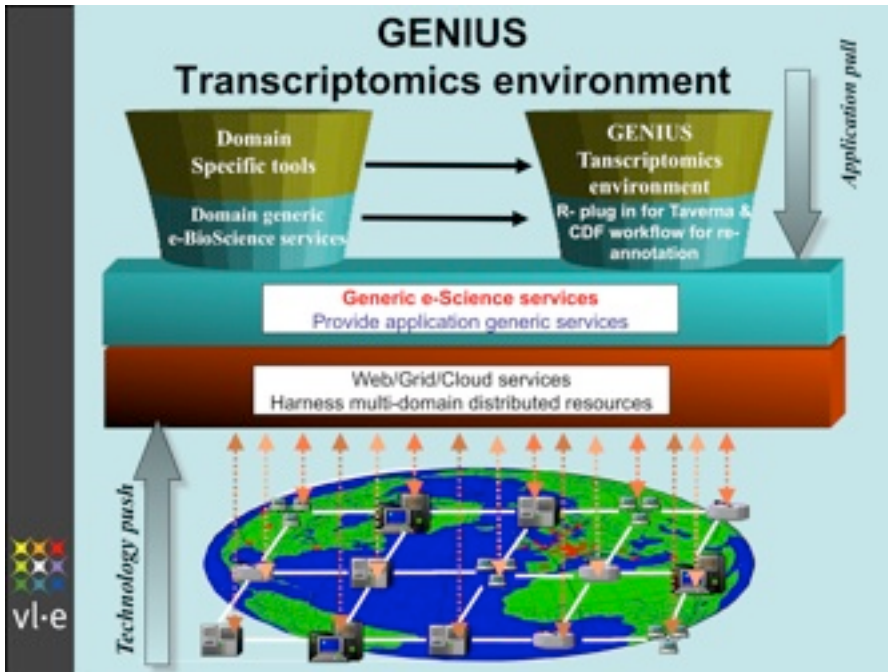 GENIUS
Transcriptomics environment
Application pull
Domain
Specific tools
Domain generic
e-BioScience services
GENIUS
Tanscriptomics
environment
R- plug in for Taverna &
CDF workflow for re-
annotation
Generic e-Science services
Provide application generic services
Web/Grid/Cloud services
Harness multi-domain distributed resources
Technology push
vl·e